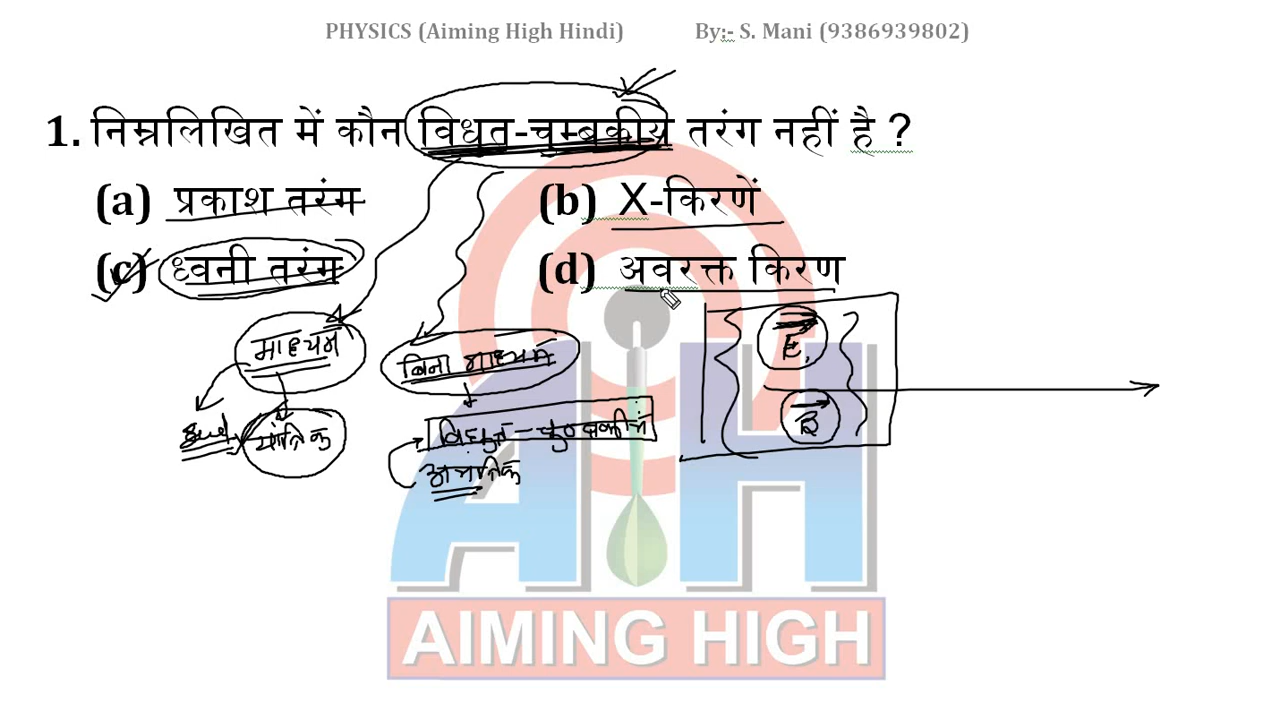 PHYSICS (Aiming High Hindi) By:- S. Mani (9386939802)
1. निम्नलिखित में कौन विधुत-चुम्बकीय तरंग नहीं है ?
(a) प्रकाश तरंग (b) X-किरणें
(c) ध्वनी तरंग (d) अवरक्त किरण
माध्यम बिना माध्यम E
यांत्रिक विद्युत-चुम्बकीय B
अयांत्रिक
AIMING HIGH